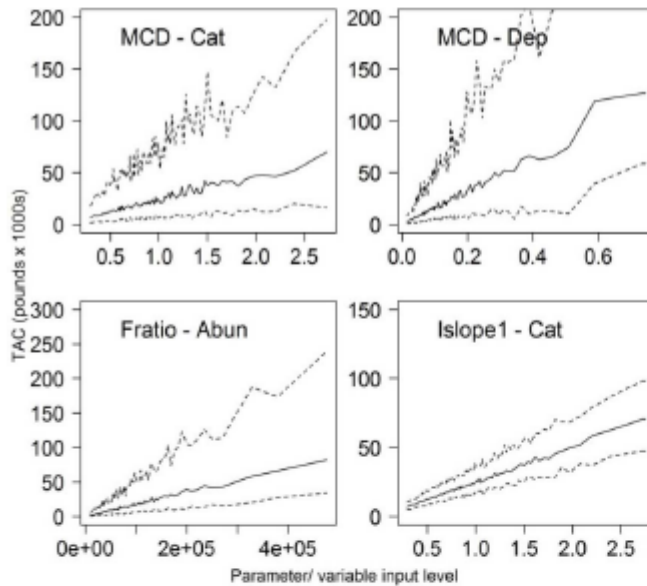 MCD - Cat
MCD - Dep
200
150
100
50
0
0.5 1.0 1.5 2.0 2.5
200
150
100
50
0
0.0 0.2 0.4 0.6
TAC (pounds x 1000s)
Fratio - Abun
Islope1 - Cat
300
250
200
150
100
50
0
0e+00 2e+05 4e+05
150
100
50
0
0.5 1.0 1.5 2.0 2.5
Parameter/ variable input level